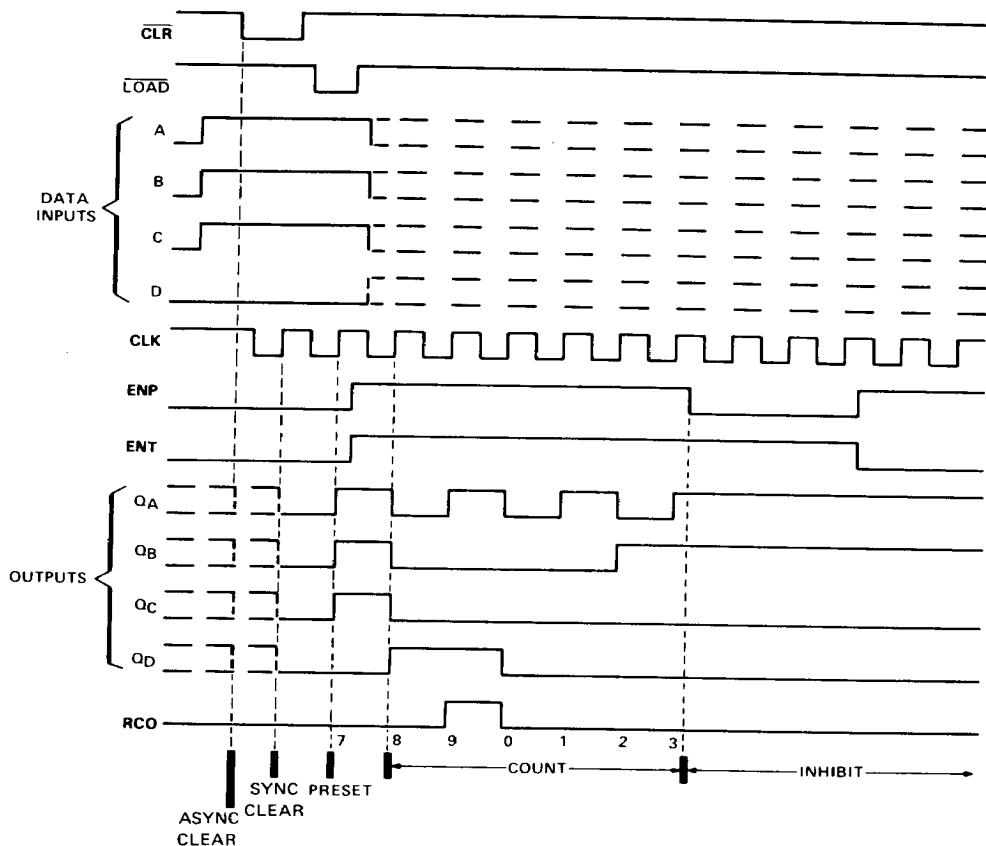 CLR
LOAD
A
B
DATA
INPUTS
C
D
CLK
ENP
ENT
QA
QB
OUTPUTS
QC
QD
RCO
7 8 9 0 1 2 3
SYNC
CLEAR
PRESET
COUNT
INHIBIT
ASYNC
CLEAR